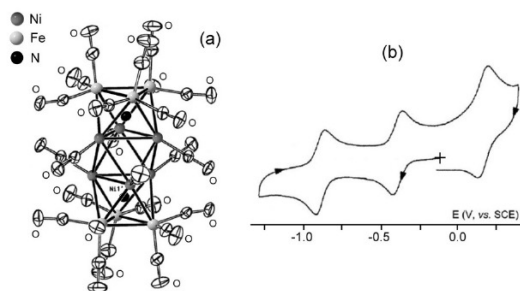 Ni
Fe
N
(a)
(b)
O O O O
O O
O O
O O
Ni1'
O O
O O
O O
O O
E (V, vs. SCE)
-1.0 -0.5 0.0